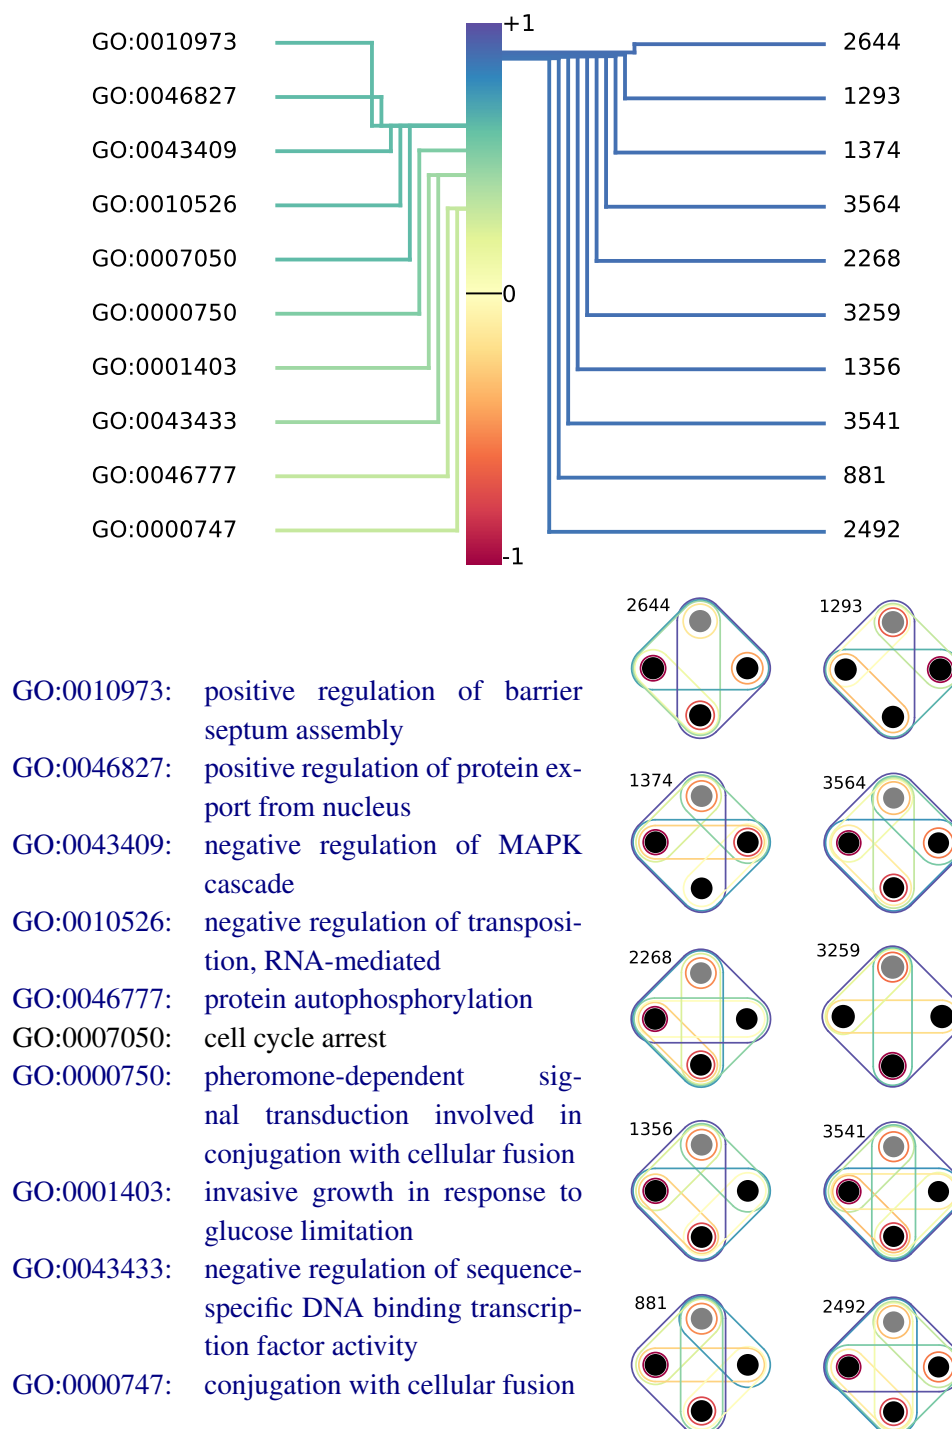 +1
GO:0010973
2644
GO:0046827
1293
GO:0043409
1374
GO:0010526
3564
GO:0007050
2268
0
GO:0000750
3259
GO:0001403
1356
GO:0043433
3541
GO:0046777
881
GO:0000747
2492
-1
GO:0010973: positive regulation of barrier
septum assembly
GO:0046827: positive regulation of protein ex-
port from nucleus
GO:0043409: negative regulation of MAPK
cascade
GO:0010526: negative regulation of transposi-
tion, RNA-mediated
GO:0046777: protein autophosphorylation
GO:0007050: cell cycle arrest
GO:0000750: pheromone-dependent sig-
nal transduction involved in
conjugation with cellular fusion
GO:0001403: invasive growth in response to
glucose limitation
GO:0043433: negative regulation of sequence-
specific DNA binding transcrip-
tion factor activity
GO:0000747: conjugation with cellular fusion
2644
1293
1374
3564
2268
3259
1356
3541
881
2492